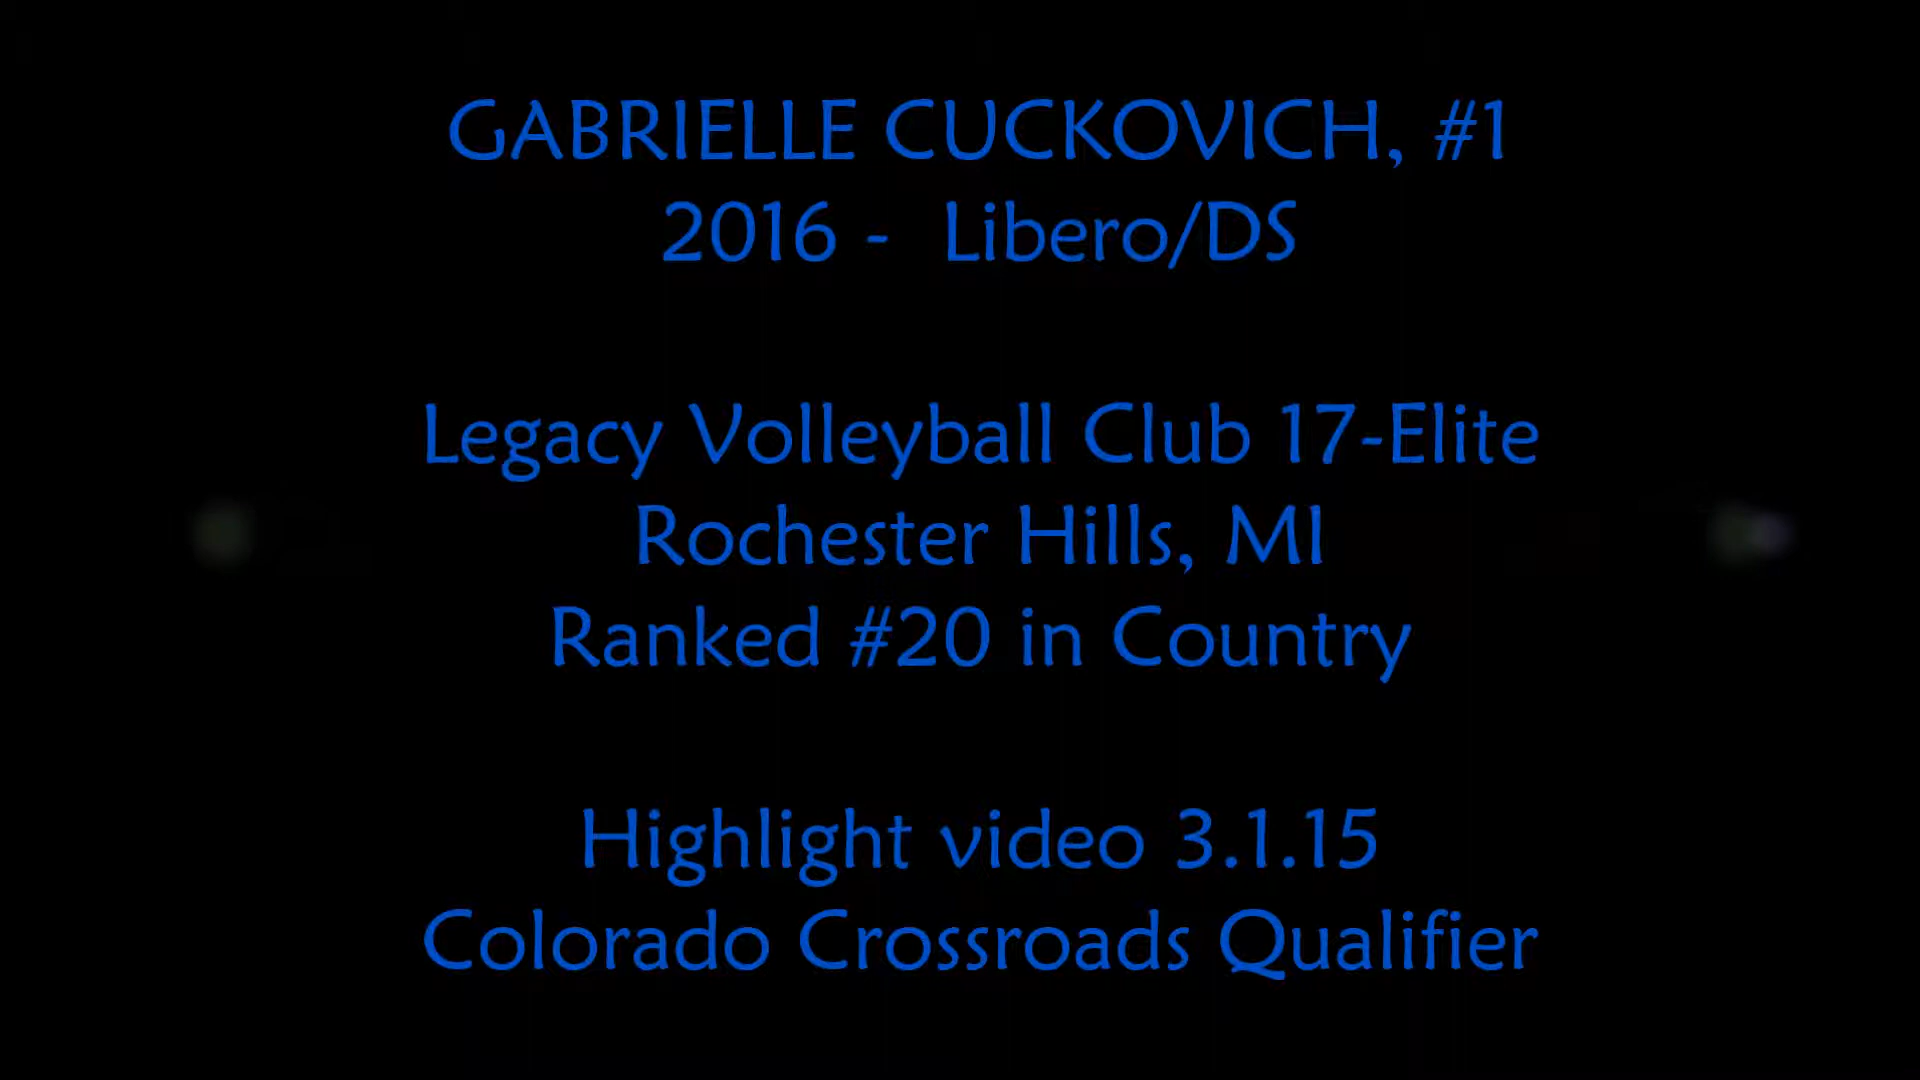 GABRIELLE CUCKOVICH, #1
2016 - Libero/DS
Legacy Volleyball Club 17-Elite
Rochester Hills, MI
Ranked #20 in Country
Highlight video 3.1.15
Colorado Crossroads Qualifier